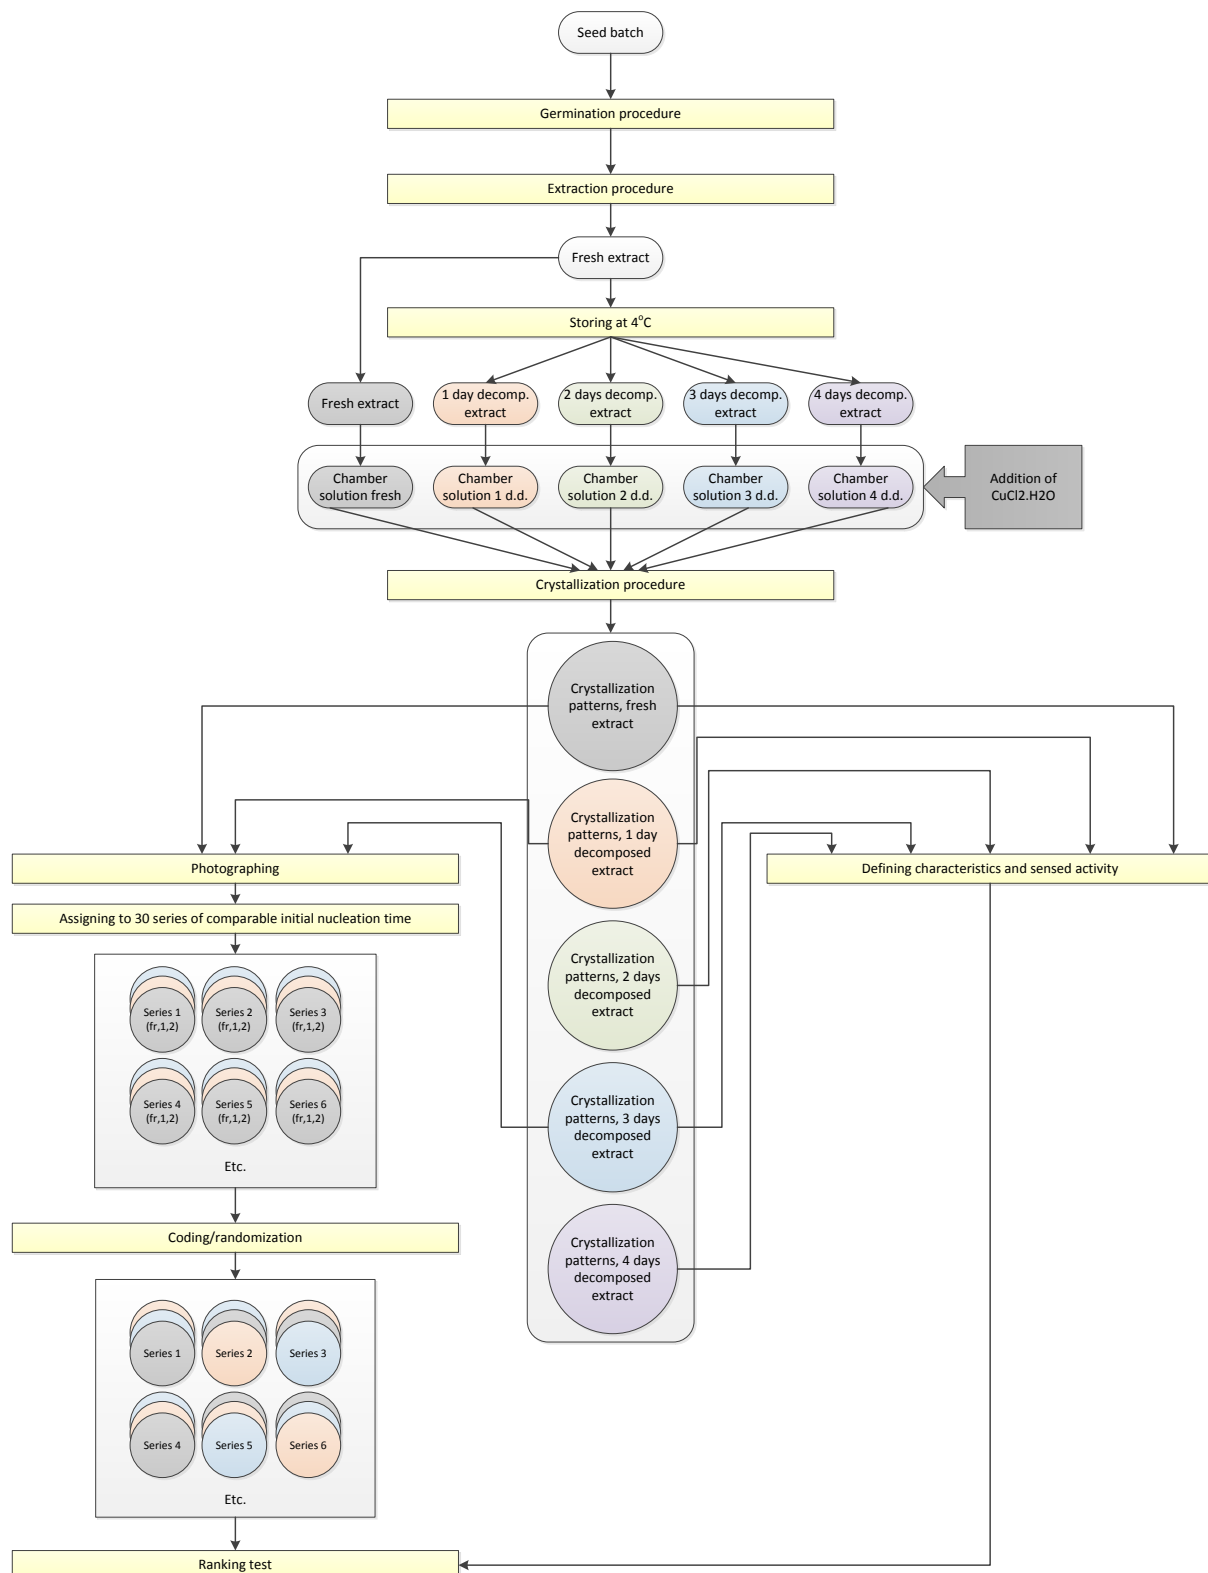 Seed batch
Germination procedure
Extraction procedure
Fresh extract
Storing at 4°C
Fresh extract
1 day decomp.
extract
2 days decomp.
extract
3 days decomp.
extract
4 days decomp.
extract
Chamber
solution fresh
Chamber
solution 1 d.d.
Chamber
solution 2 d.d.
Chamber
solution 3 d.d.
Chamber
solution 4 d.d.
Addition of
CuCl2.H2O
Crystallization procedure
Crystallization
patterns, fresh
extract
Crystallization
patterns, 1 day
decomposed
extract
Crystallization
patterns, 2 days
decomposed
extract
Crystallization
patterns, 3 days
decomposed
extract
Crystallization
patterns, 4 days
decomposed
extract
Photographing
Defining characteristics and sensed activity
Assigning to 30 series of comparable initial nucleation time
Series 1
(fr,1,2)
Series 2
(fr,1,2)
Series 3
(fr,1,2)
Series 4
(fr,1,2)
Series 5
(fr,1,2)
Series 6
(fr,1,2)
Etc.
Coding/randomization
Series 1
Series 2
Series 3
Series 4
Series 5
Series 6
Etc.
Ranking test